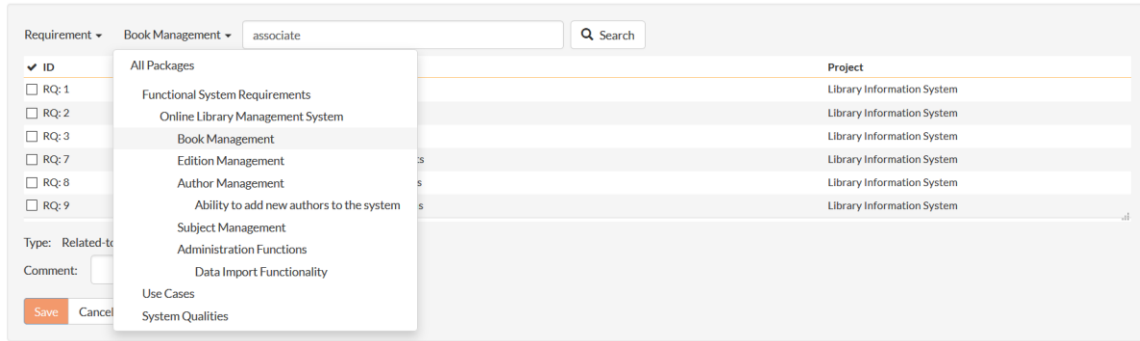 Requirement Book Management associate Search
ID Project
All Packages
RQ: 1 Library Information System
Functional System Requirements
RQ: 2 Library Information System
Online Library Management System
RQ: 3 Library Information System
Book Management
RQ: 7 Library Information System
Edition Management
RQ: 8 Library Information System
Author Management
RQ: 9 Library Information System
Ability to add new authors to the system
Subject Management
Type:
Administration Functions
Comment:
Data Import Functionality
Use Cases
Save Cancel
System Qualities